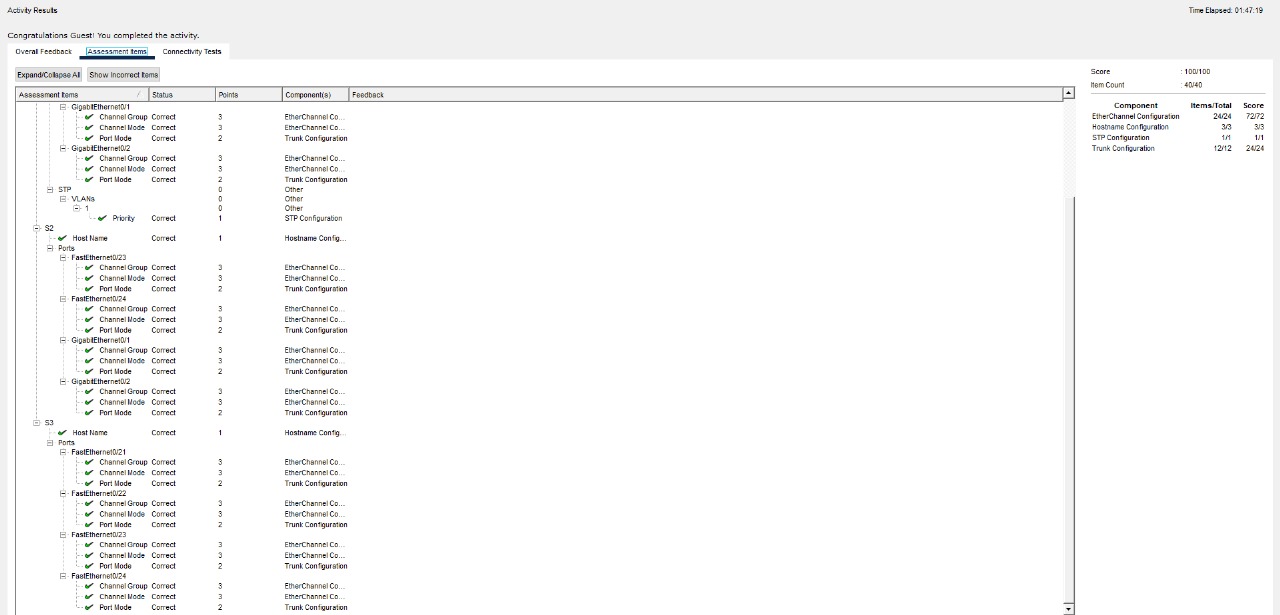 Activity Results
Time Elapsed: 01:47:19
Congratulations Guest! You completed the activity.
Overall Feedback Assessment Items Connectivity Tests
Expand/Collapse All Show Incorrect Items
Assessment Items Status Points Component(s) Feedback
GigabitEthernet0/1
Channel Group Correct 3 EtherChannel Co...
Channel Mode Correct 3 EtherChannel Co...
Port Mode Correct 2 Trunk Configuration
GigabitEthernet0/2
Channel Group Correct 3 EtherChannel Co...
Channel Mode Correct 3 EtherChannel Co...
Port Mode Correct 2 Trunk Configuration
STP 0 Other
VLANs 0 Other
1 0 Other
Priority Correct 1 STP Configuration
S2
Host Name Correct 1 Hostname Config...
Ports
FastEthernet0/23
Channel Group Correct 3 EtherChannel Co...
Channel Mode Correct 3 EtherChannel Co...
Port Mode Correct 2 Trunk Configuration
FastEthernet0/24
Channel Group Correct 3 EtherChannel Co...
Channel Mode Correct 3 EtherChannel Co...
Port Mode Correct 2 Trunk Configuration
GigabitEthernet0/1
Channel Group Correct 3 EtherChannel Co...
Channel Mode Correct 3 EtherChannel Co...
Port Mode Correct 2 Trunk Configuration
GigabitEthernet0/2
Channel Group Correct 3 EtherChannel Co...
Channel Mode Correct 3 EtherChannel Co...
Port Mode Correct 2 Trunk Configuration
S3
Host Name Correct 1 Hostname Config...
Ports
FastEthernet0/21
Channel Group Correct 3 EtherChannel Co...
Channel Mode Correct 3 EtherChannel Co...
Port Mode Correct 2 Trunk Configuration
FastEthernet0/22
Channel Group Correct 3 EtherChannel Co...
Channel Mode Correct 3 EtherChannel Co...
Port Mode Correct 2 Trunk Configuration
FastEthernet0/23
Channel Group Correct 3 EtherChannel Co...
Channel Mode Correct 3 EtherChannel Co...
Port Mode Correct 2 Trunk Configuration
FastEthernet0/24
Channel Group Correct 3 EtherChannel Co...
Channel Mode Correct 3 EtherChannel Co...
Port Mode Correct 2 Trunk Configuration
Score : 100/100
Item Count : 40/40
Component Items/Total Score
EtherChannel Configuration 24/24 72/72
Hostname Configuration 3/3 3/3
STP Configuration 1/1 1/1
Trunk Configuration 12/12 24/24